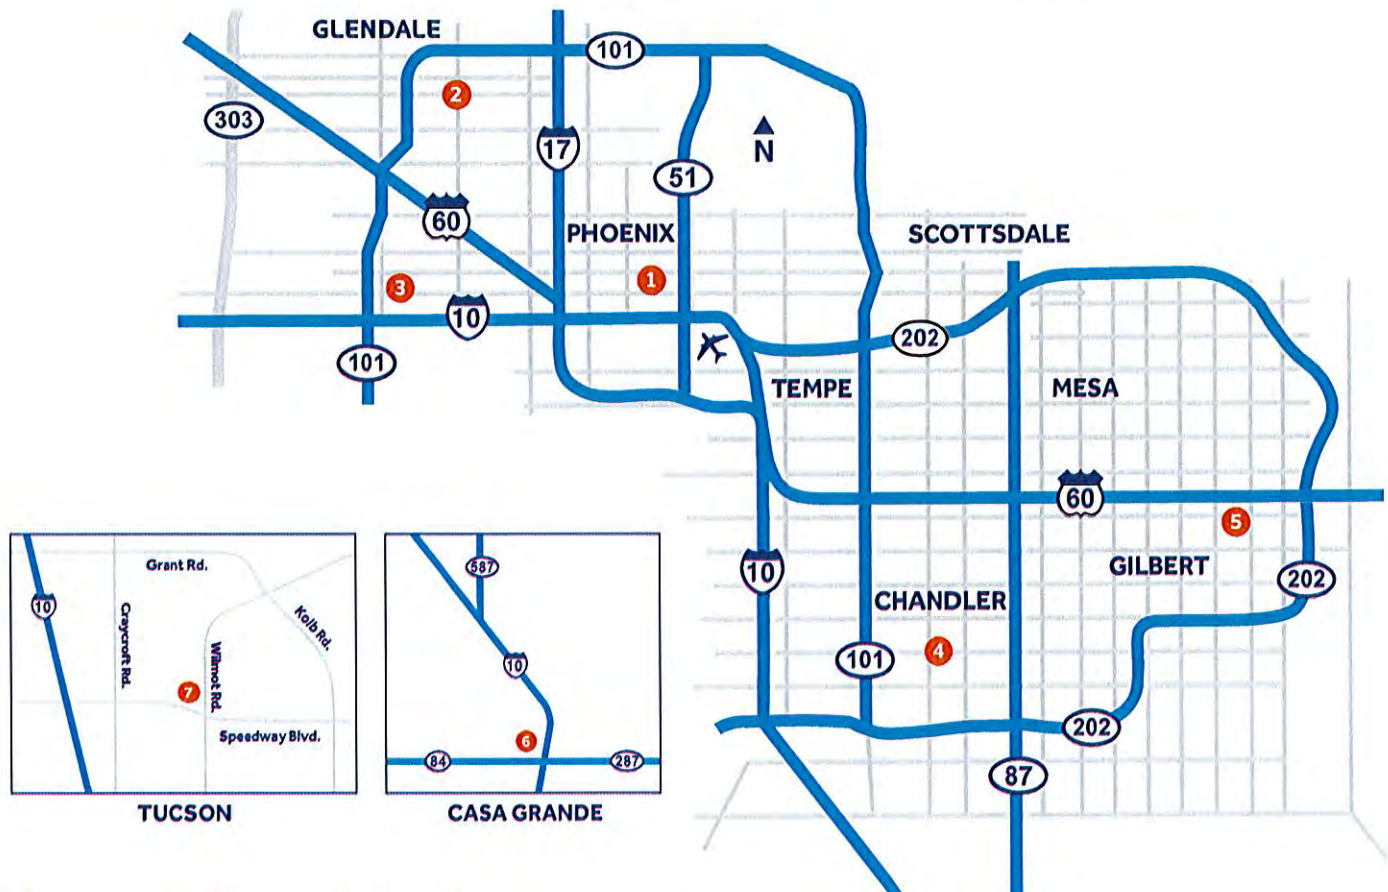 GLENDALE
101
2
303
17
N
51
60
PHOENIX
SCOTTSDALE
3
1
10
202
101
TEMPE
MESA
60
5
10
GILBERT
202
CHANDLER
4
101
202
87
Grant Rd.
10
Craycroft Rd.
Kolb Rd.
Wilmot Rd.
7
Speedway Blvd.
TUCSON
587
10
6
84
287
CASA GRANDE